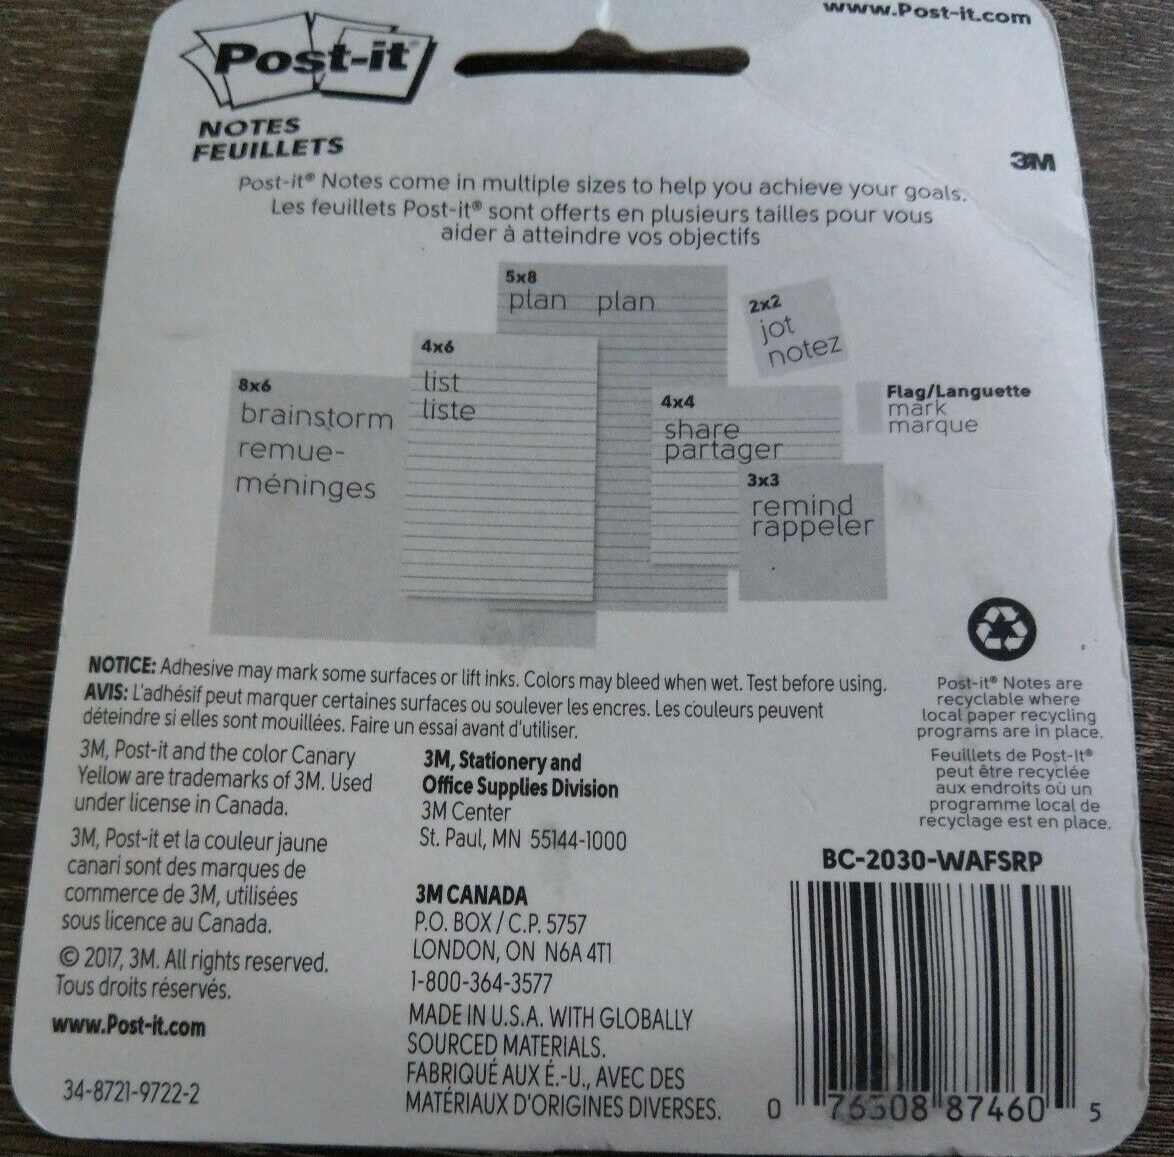 www.Post-it.com
Post-it®
NOTES
FEUILLETS
3M
Post-it® Notes come in multiple sizes to help you achieve your goals.
Les feuillets Post-it® sont offerts en plusieurs tailles pour vous
aider à atteindre vos objectifs
5x8
plan plan
2x2
jot
notez
4x6
list
liste
8x6
brainstorm
remue-
méninges
4x4
share
partager
Flag/Languette
mark
marque
3x3
remind
rappeler
NOTICE: Adhesive may mark some surfaces or lift inks. Colors may bleed when wet. Test before using.
AVIS: L'adhésif peut marquer certaines surfaces ou soulever les encres. Les couleurs peuvent
déteindre si elles sont mouillées. Faire un essai avant d'utiliser.
Post-it® Notes are
recyclable where
local paper recycling
programs are in place.
Feuillets de Post-It®
peut être recyclée
aux endroits où un
programme local de
recyclage est en place.
3M, Post-it and the color Canary
Yellow are trademarks of 3M. Used
under license in Canada.
3M, Post-it et la couleur jaune
canari sont des marques de
commerce de 3M, utilisées
sous licence au Canada.
© 2017, 3M. All rights reserved.
Tous droits réservés.
www.Post-it.com
34-8721-9722-2
3M, Stationery and
Office Supplies Division
3M Center
St. Paul, MN 55144-1000
3M CANADA
P.O. BOX / C.P. 5757
LONDON, ON N6A 4T1
1-800-364-3577
MADE IN U.S.A. WITH GLOBALLY
SOURCED MATERIALS.
FABRIQUÉ AUX É.-U., AVEC DES
MATÉRIAUX D'ORIGINES DIVERSES.
BC-2030-WAFSRP
0 76308 87460 5